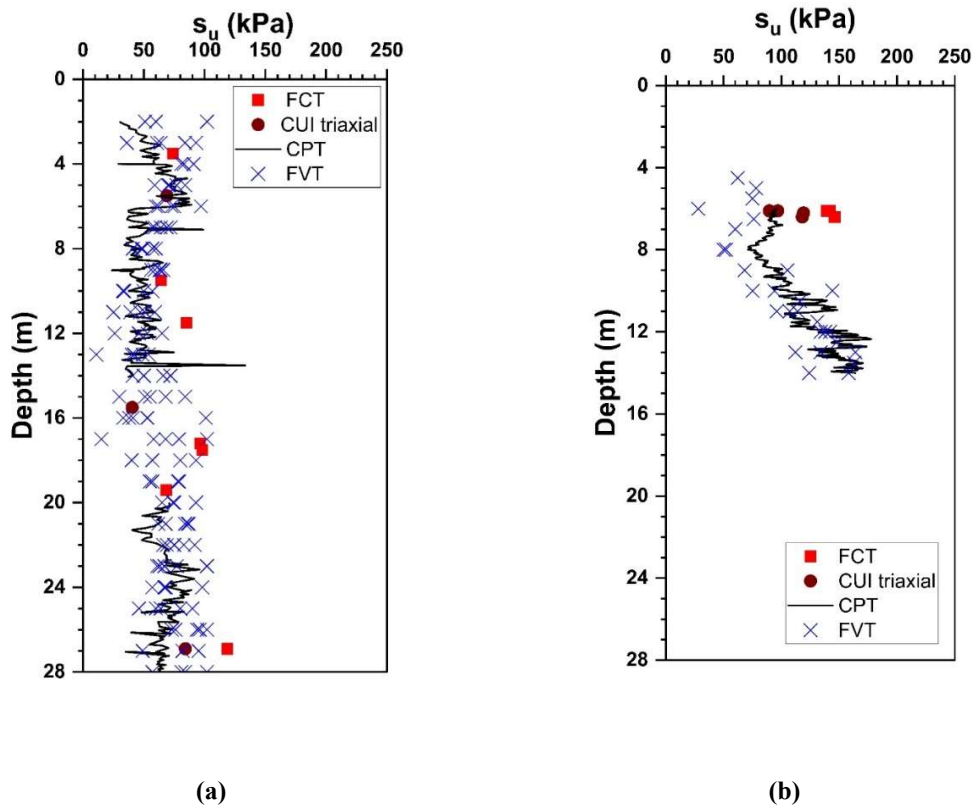 s_u (kPa)
0 50 100 150 200 250
0
4
8
12
16
20
24
28
Depth (m)
FCT
CUI triaxial
CPT
FVT
(a)
s_u (kPa)
0 50 100 150 200 250
0
4
8
12
16
20
24
28
Depth (m)
FCT
CUI triaxial
CPT
FVT
(b)